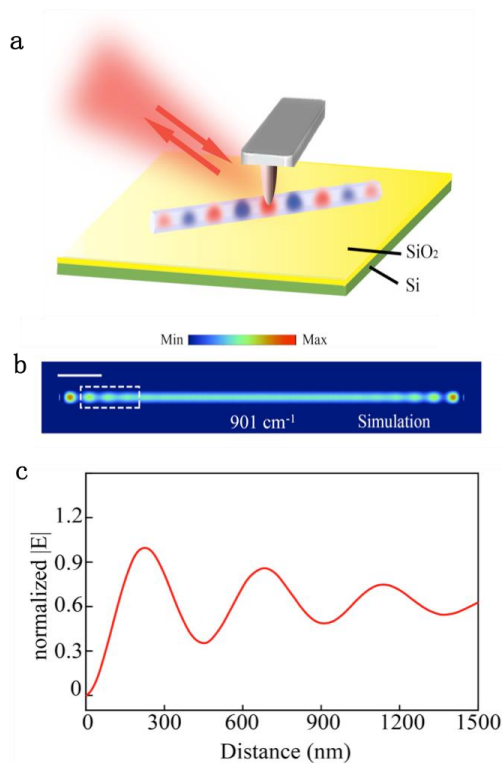 a
SiO₂
Si
Min Max
b
901 cm⁻¹ Simulation
c
normalized |E|
1.2
0.9
0.6
0.3
0
0 300 600 900 1200 1500
Distance (nm)